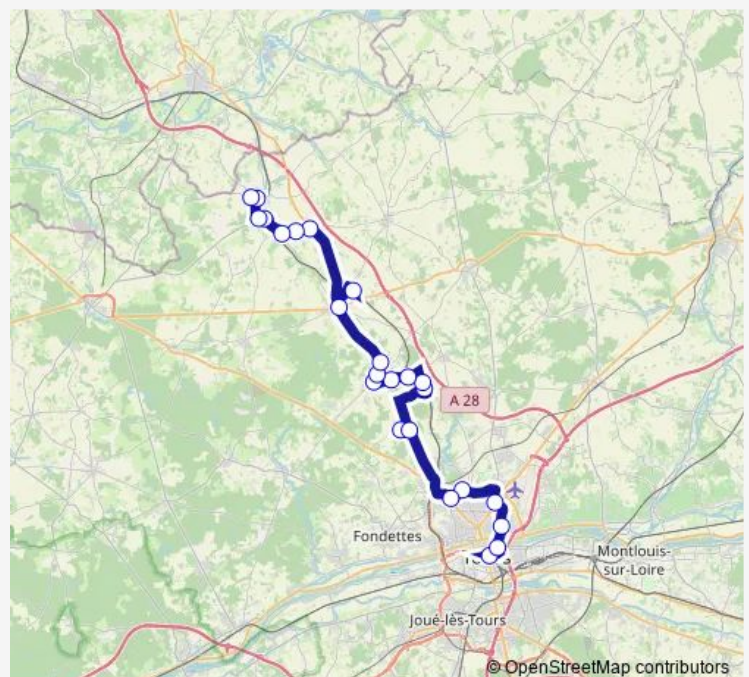 A 28
Fondettes
Montlouis-
sur-Loire
Joué-lès-Tours
© OpenStreetMap contributors